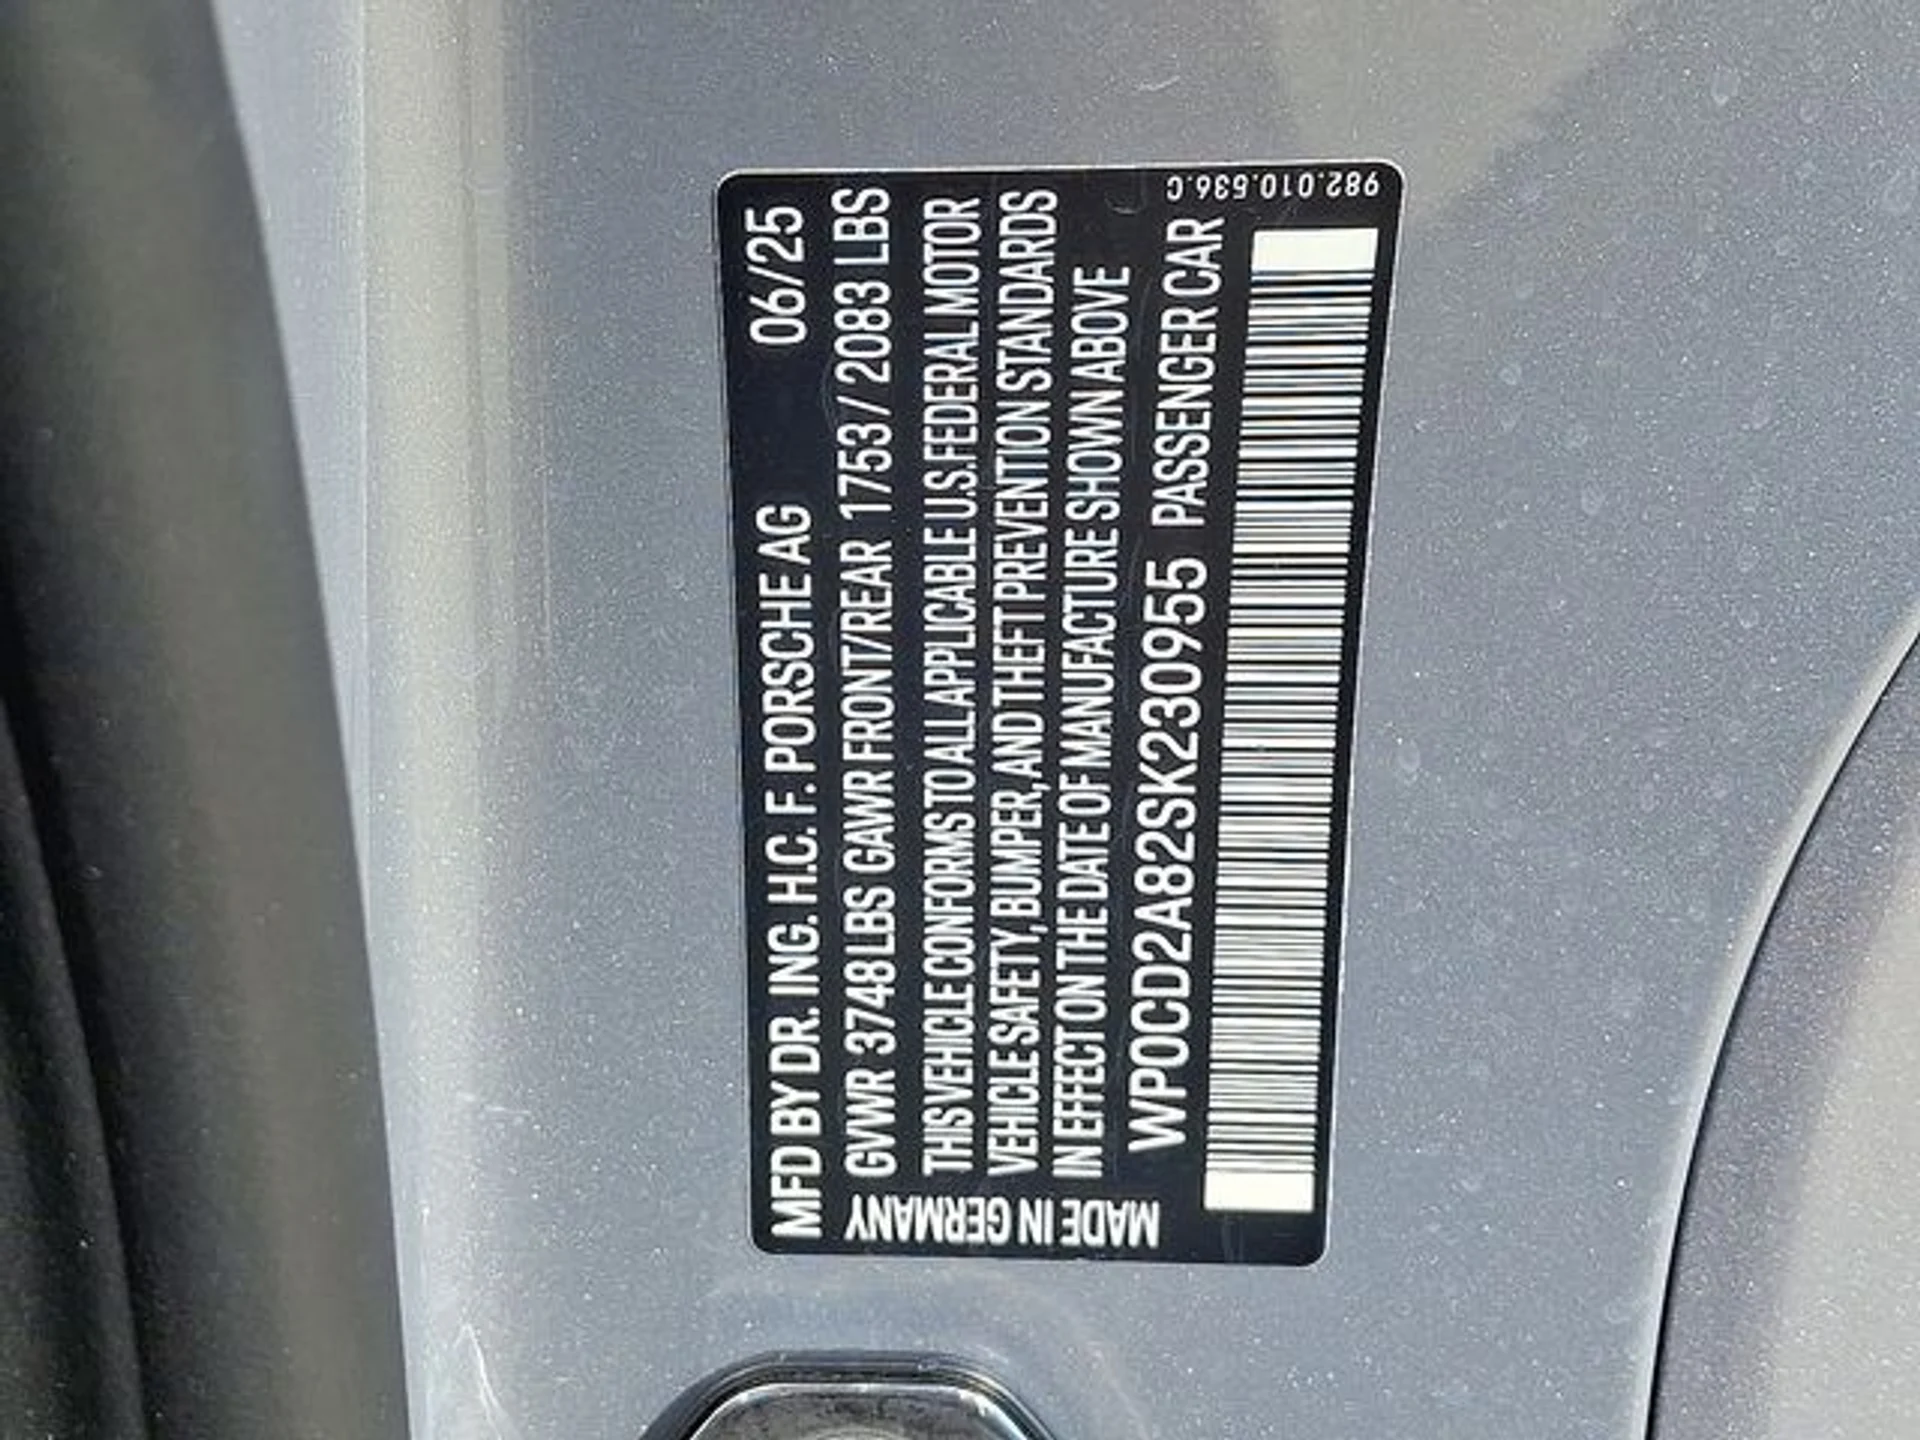 MFD BY DR. ING. H.C. F. PORSCHE AG 06/25
GVWR 3748 LBS GAWR FRONT/REAR 1753 / 2083 LBS
THIS VEHICLE CONFORMS TO ALL APPLICABLE U.S. FEDERAL MOTOR
VEHICLE SAFETY, BUMPER, AND THEFT PREVENTION STANDARDS
IN EFFECT ON THE DATE OF MANUFACTURE SHOWN ABOVE
WP0CD2A82SK230955 PASSENGER CAR
MADE IN GERMANY
982.010.536.C